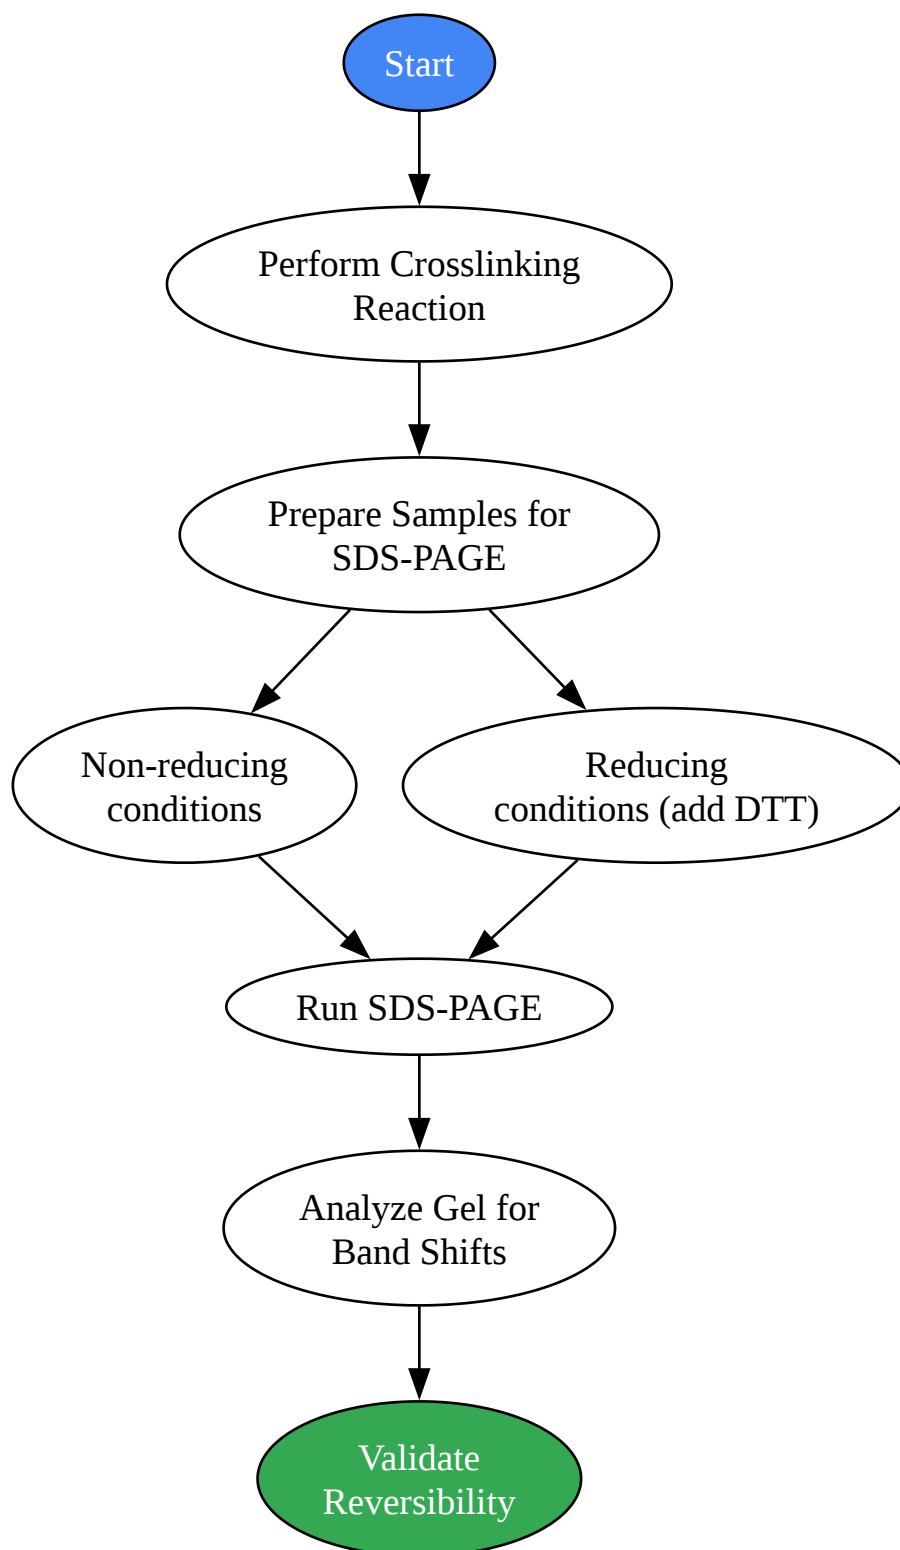 Start
Perform Crosslinking
Reaction
Prepare Samples for
SDS-PAGE
Non-reducing
conditions
Reducing
conditions (add DTT)
Run SDS-PAGE
Analyze Gel for
Band Shifts
Validate
Reversibility